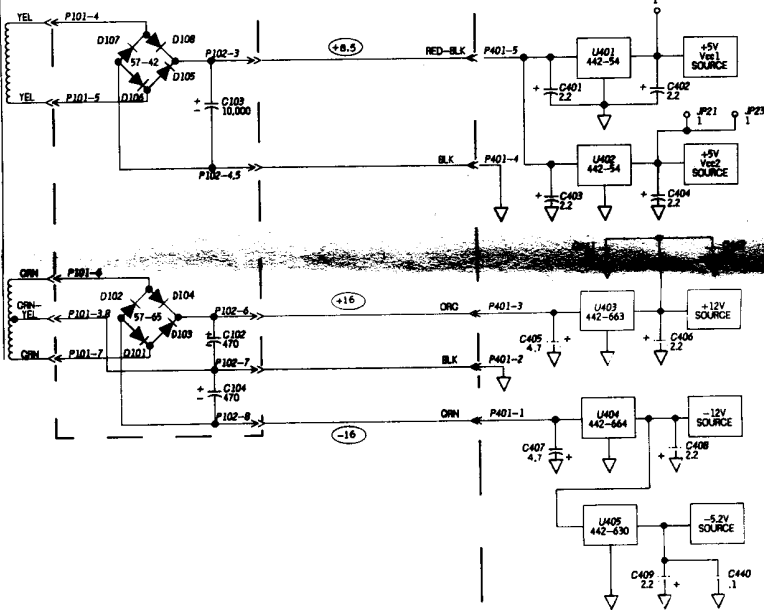 YEL P101-4
D107 D108
57-42
D106 D105
YEL P101-5
P102-3
+8.5
RED-BLK P401-5
+ C103
- 10,000
P102-4,5
BLK P401-4
U401
442-54
+5V
Vcc1
SOURCE
+ C401
2.2
+ C402
2.2
JP21
1
JP23
1
U402
442-54
+5V
Vcc2
SOURCE
+ C403
2.2
+ C404
2.2
GRN P101-6
GRN-
YEL P101-3,8
GRN P101-7
D102 D104
57-65
D101 D103
P102-6
+16
ORG P401-3
C102
470
P102-7
BLK P401-2
+ C104
- 470
P102-8
-16
GRN P401-1
U403
442-663
+12V
SOURCE
C405
4.7 +
+ C406
2.2
U404
442-664
-12V
SOURCE
C407
4.7 +
+ C408
2.2
U405
442-630
-5.2V
SOURCE
C409
2.2 +
C440
.1